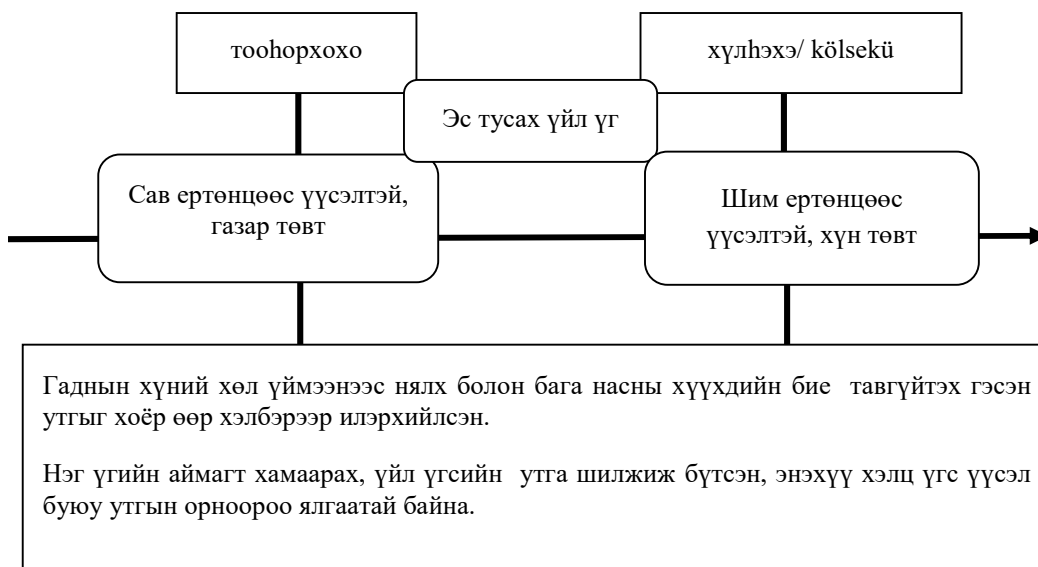 тооһорхохо
хүлһэхэ/ kölsekü
Эс тусах үйл үг
Сав ертөнцөөс үүсэлтэй,
газар төвт
Шим ертөнцөөс
үүсэлтэй, хүн төвт
Гаднын хүний хөл үймээнээс нялх болон бага насны хүүхдийн бие тавгүйтэх гэсэн
утгыг хоёр өөр хэлбэрээр илэрхийлсэн.
Нэг үгийн аймагт хамаарах, үйл үгсийн утга шилжиж бүтсэн, энэхүү хэлц үгс үүсэл
буюу утгын орноороо ялгаатай байна.